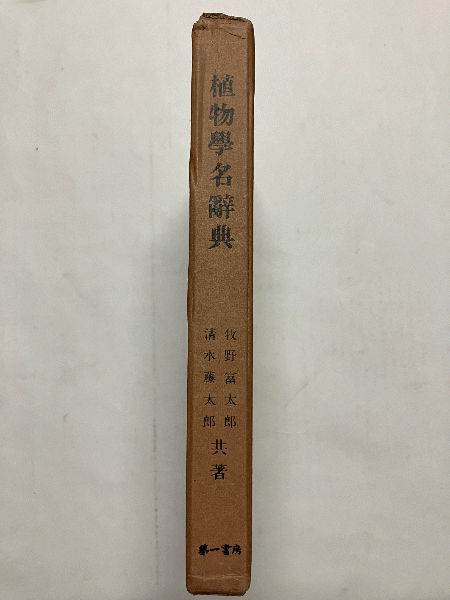 植物學名辭典
牧野富太郎
清水藤太郎
共著
第一書房